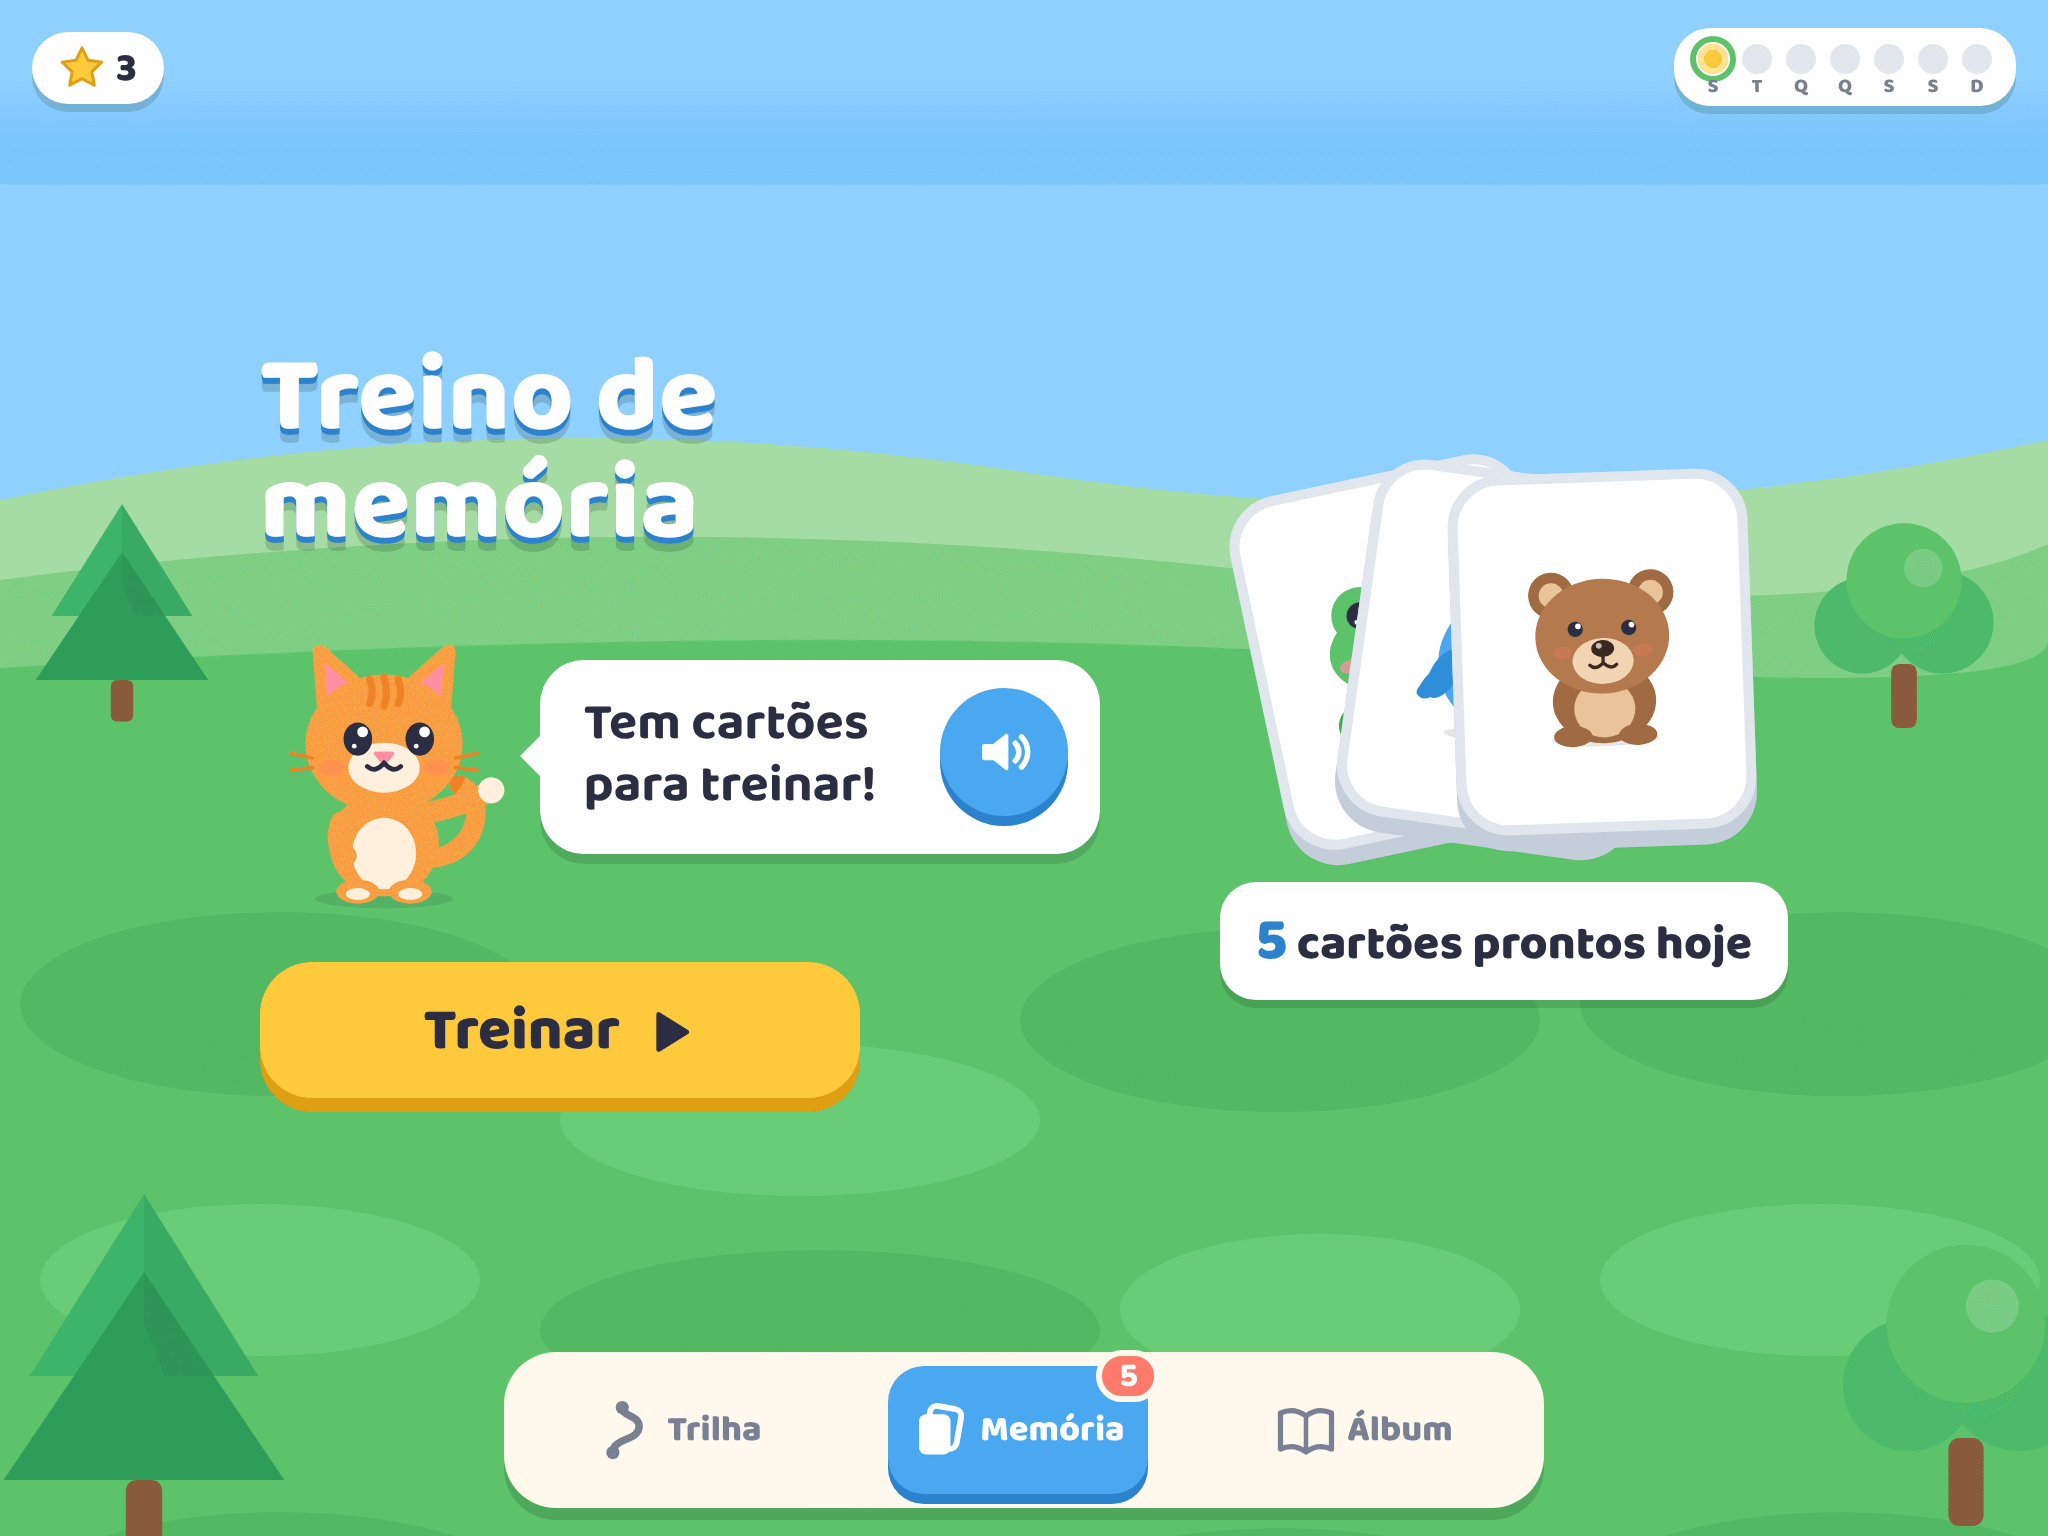 3
S T Q Q S S D
Treino de
memória
Tem cartões
para treinar!
5 cartões prontos hoje
Treinar
Trilha
Memória
5
Álbum